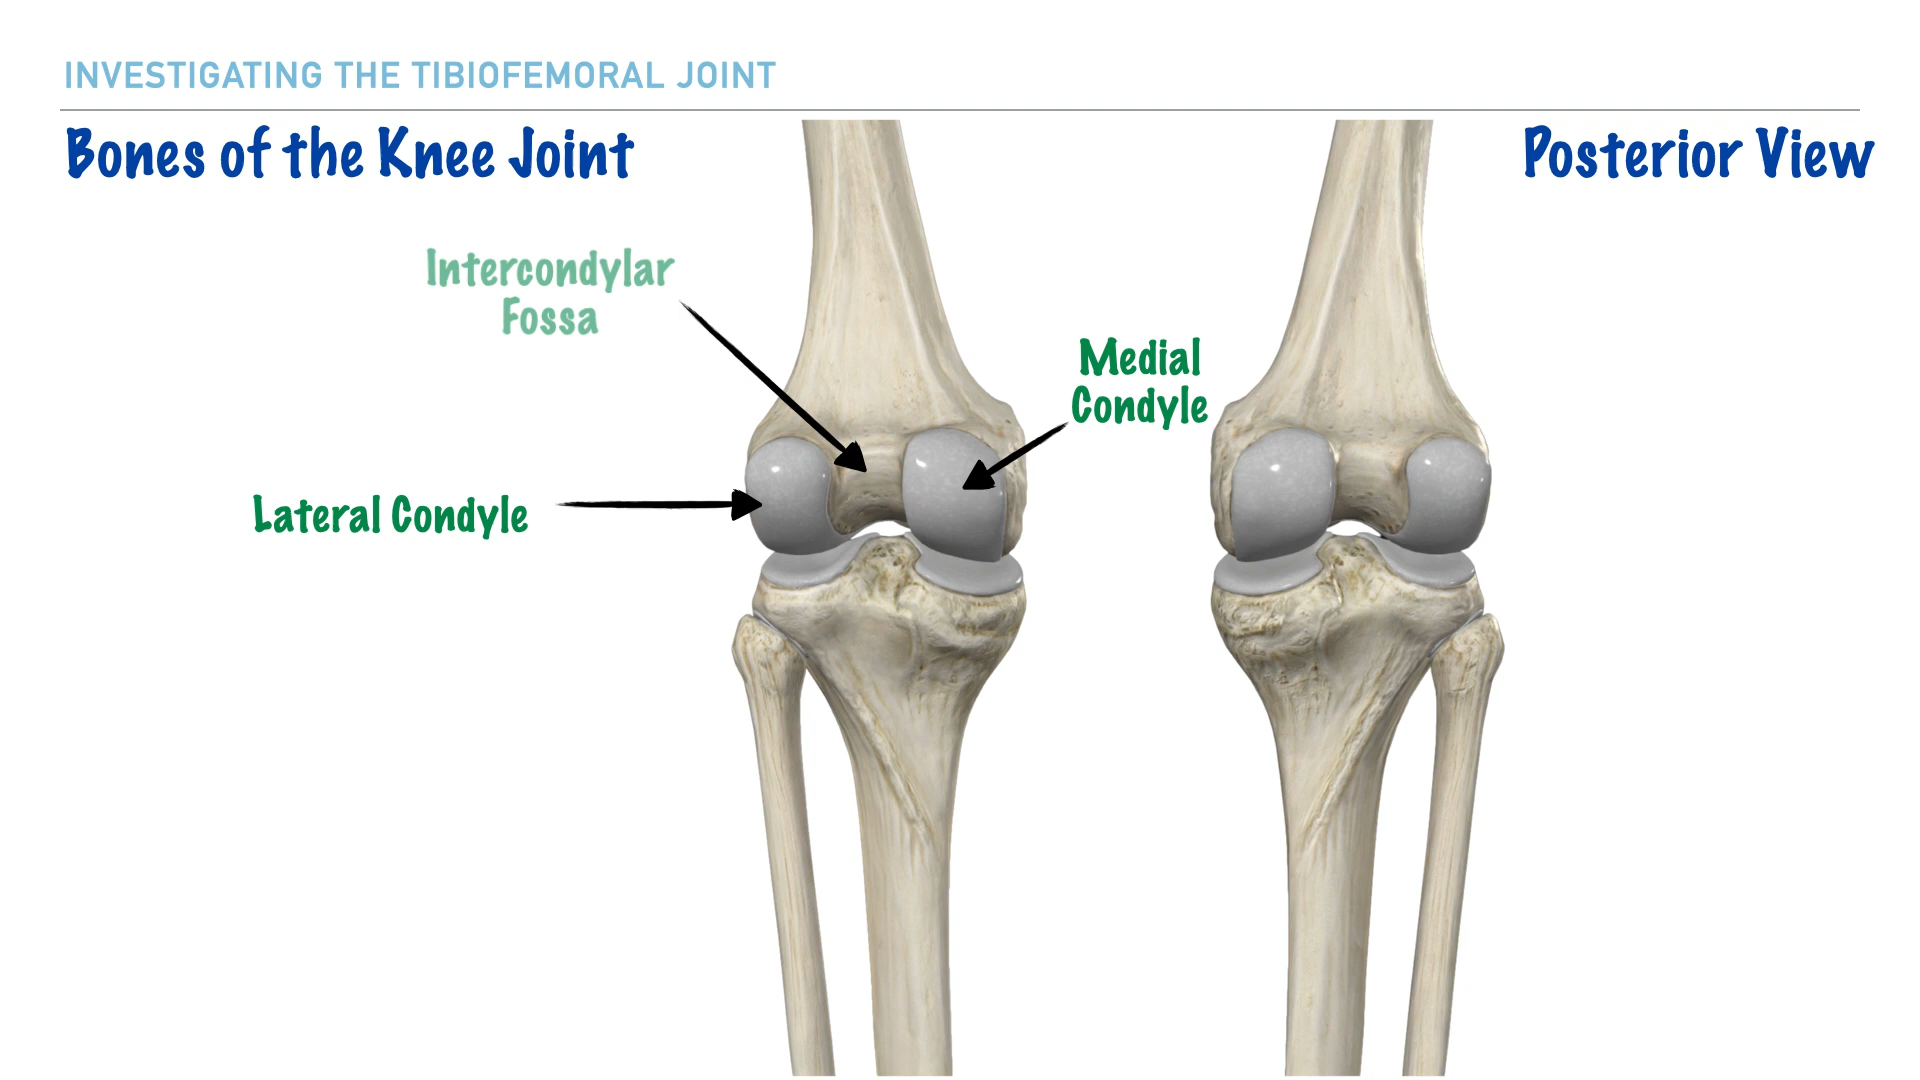 INVESTIGATING THE TIBIOFEMORAL JOINT
Bones of the Knee Joint
Posterior View
Intercondylar
Fossa
Medial
Condyle
Lateral Condyle